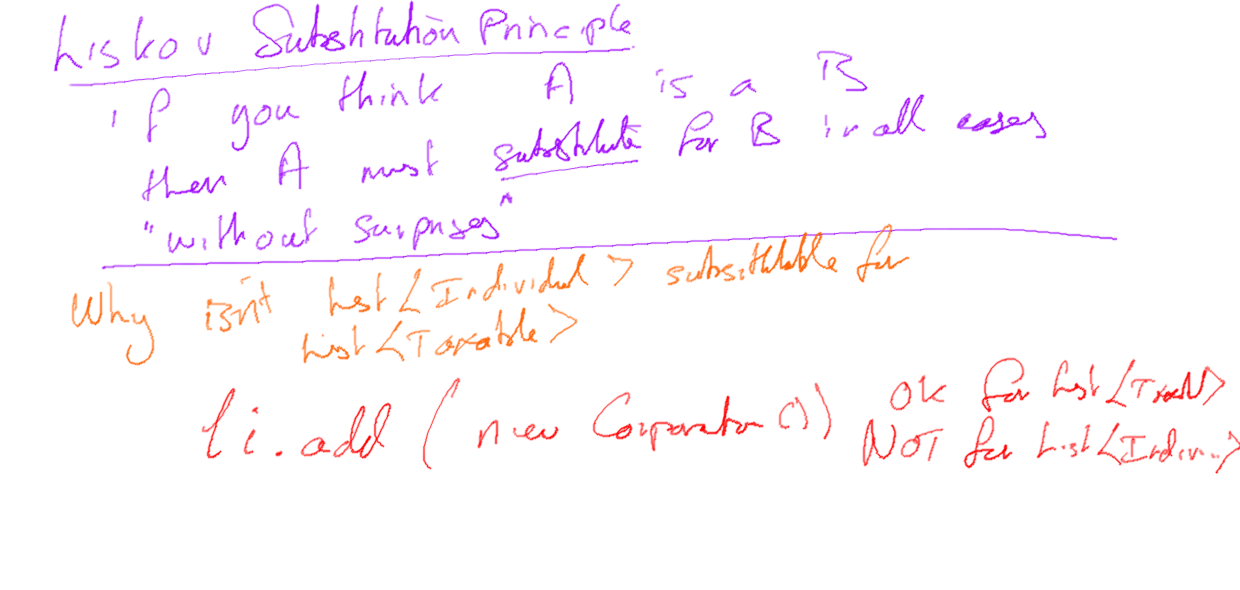 Liskov Substitution Principle
if you think A is a B
then A must substitute for B in all cases
"without surprises"
Why isn't List<Individual> substitutable for
List<Taxable>
li.add(new Corporation()) OK for List<Taxabl>
NOT for List<Indiv...>